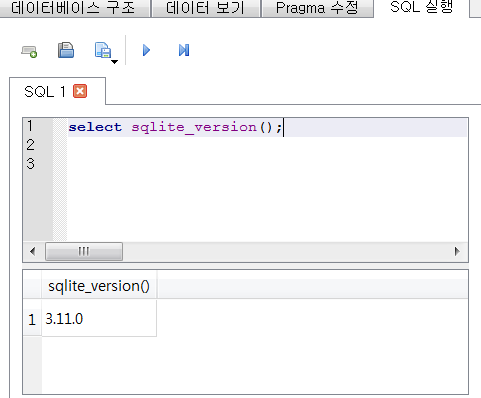 데이터베이스 구조 데이터 보기 Pragma 수정 SQL 실행
SQL 1
1 select sqlite_version();
2
3
sqlite_version()
1 3.11.0